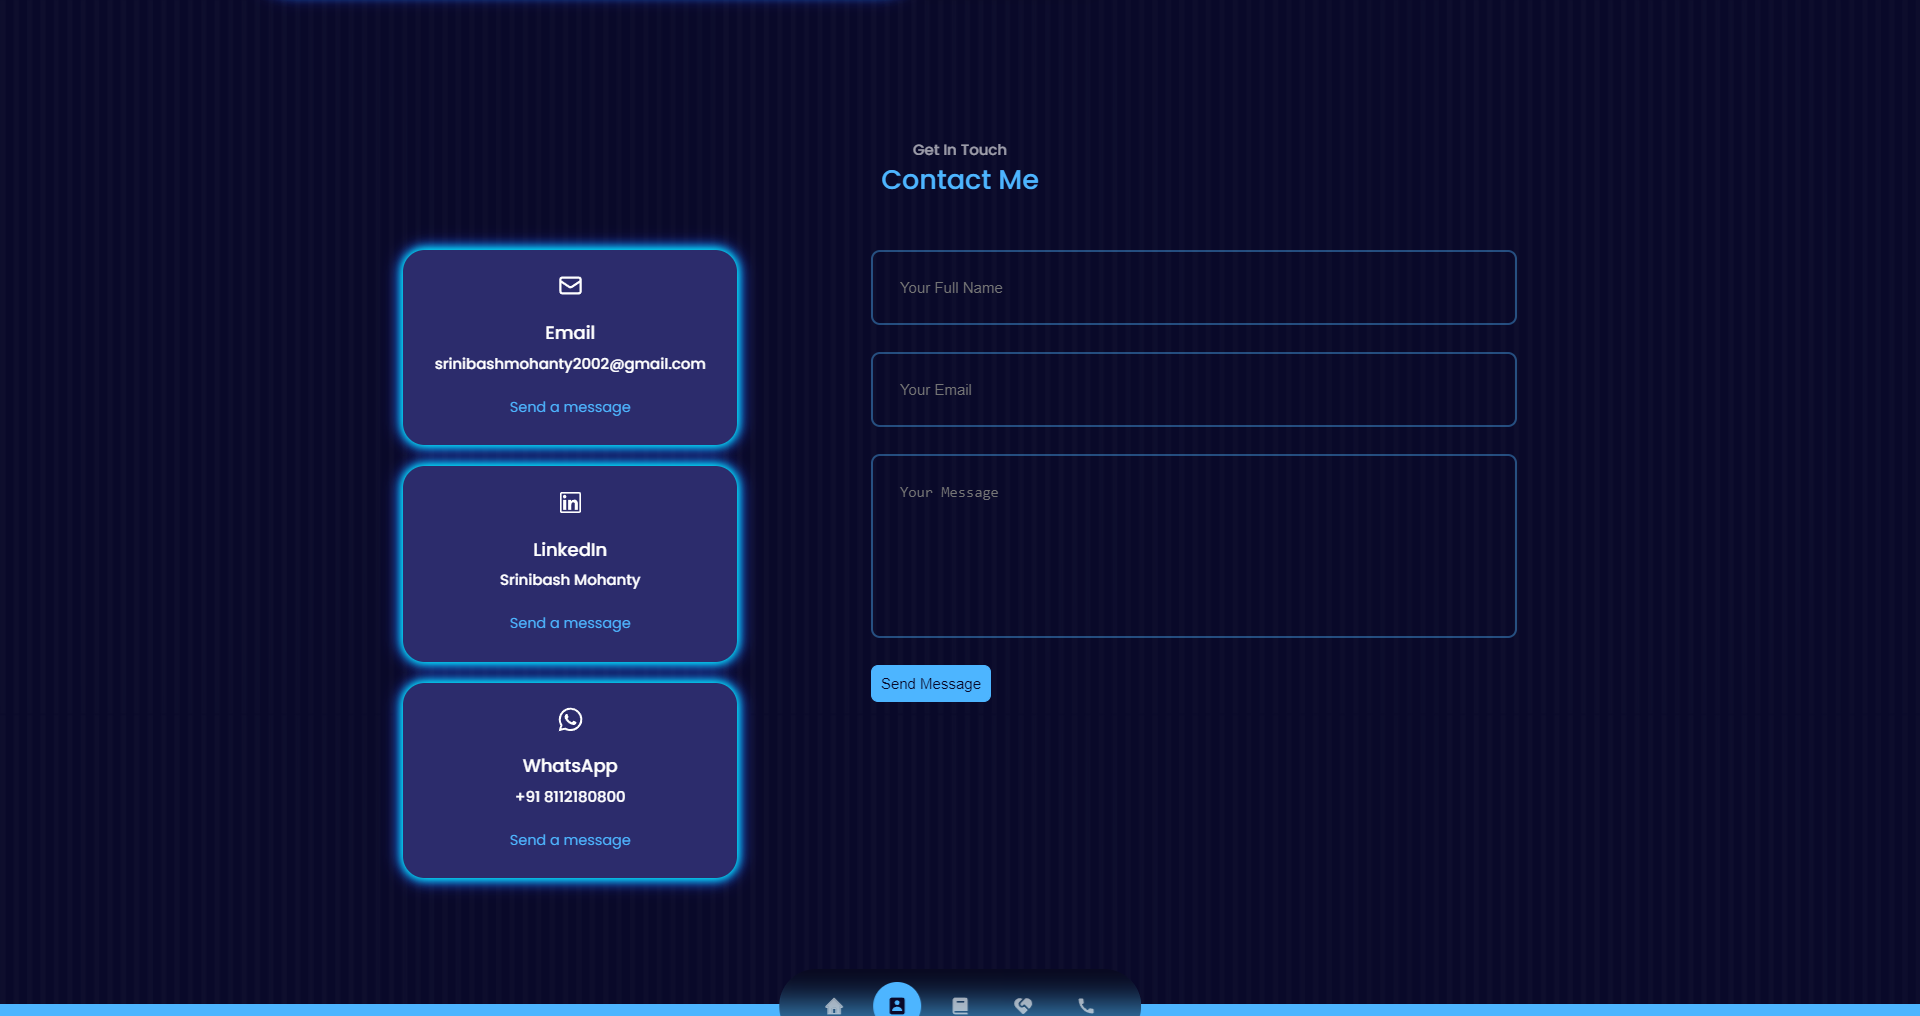 Get In Touch
Contact Me
Email
srinibashmohanty2002@gmail.com
Send a message
LinkedIn
Srinibash Mohanty
Send a message
WhatsApp
+91 8112180800
Send a message
Your Full Name
Your Email
Your Message
Send Message